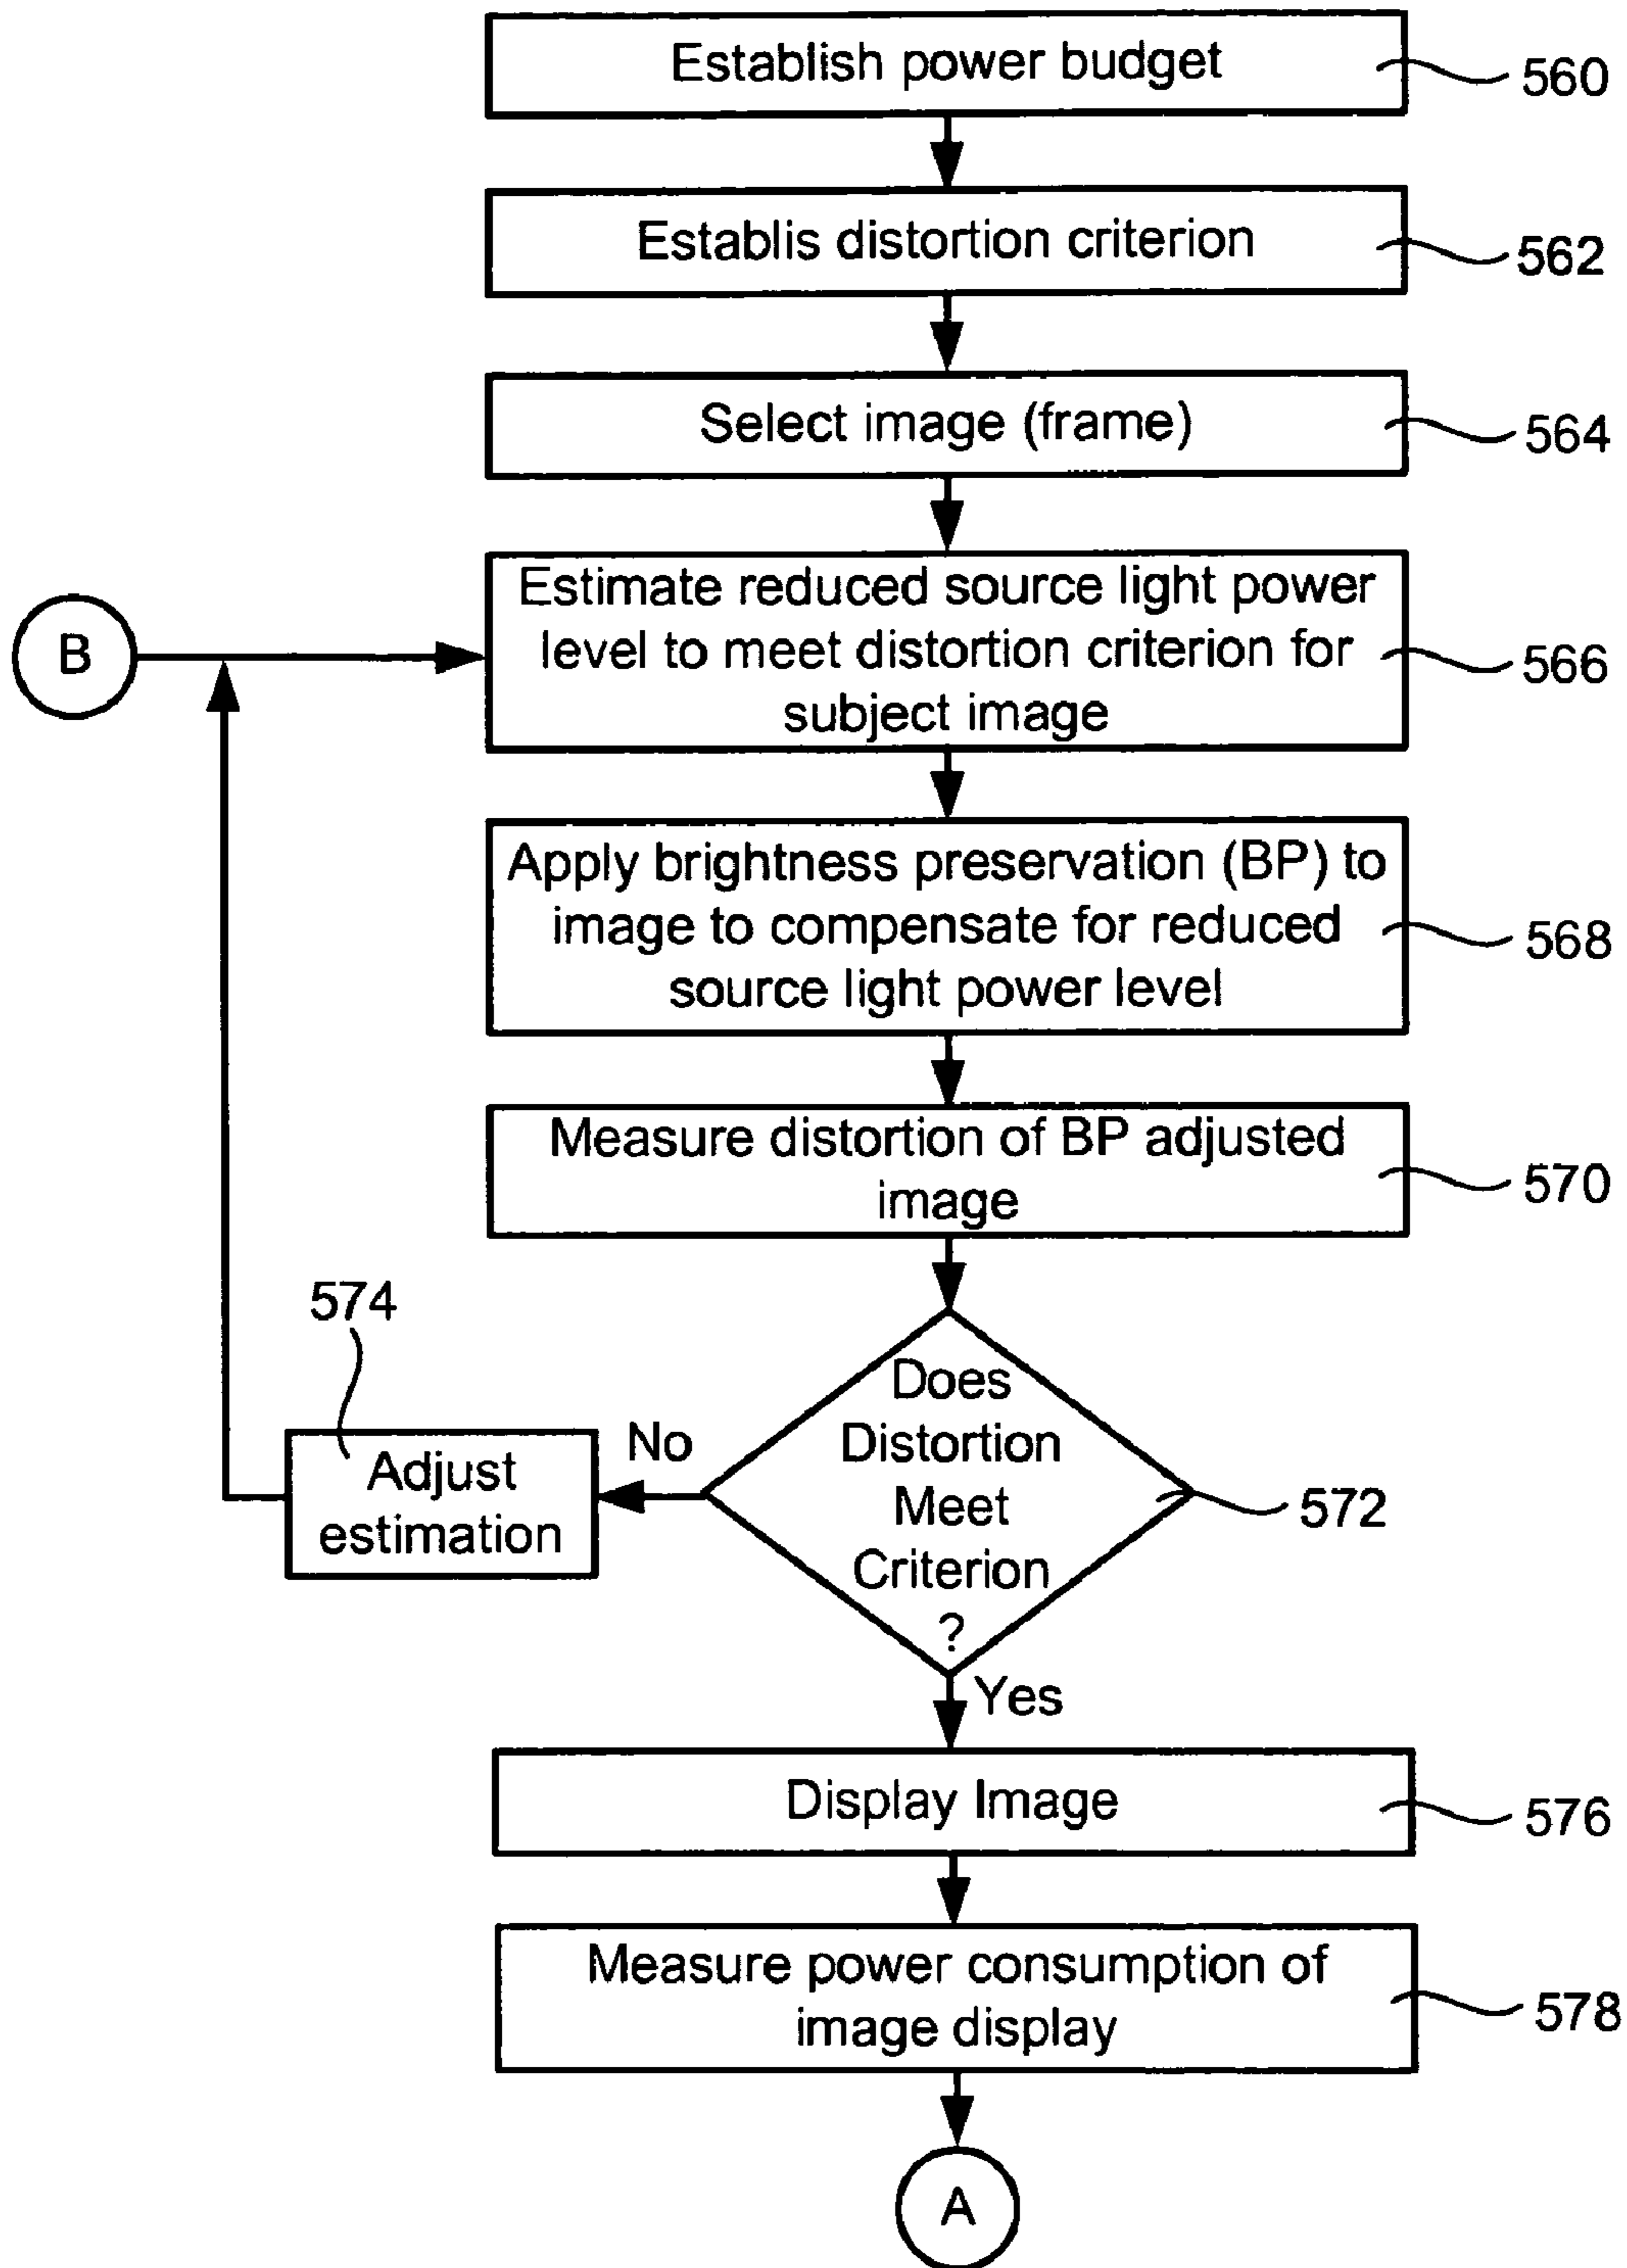 Establish power budget
560
Establis distortion criterion
562
Select image (frame)
564
B
Estimate reduced source light power
level to meet distortion criterion for
subject image
566
Apply brightness preservation (BP) to
image to compensate for reduced
source light power level
568
Measure distortion of BP adjusted
image
570
574
Adjust
estimation
No
Does
Distortion
Meet
Criterion
?
572
Yes
Display Image
576
Measure power consumption of
image display
578
A